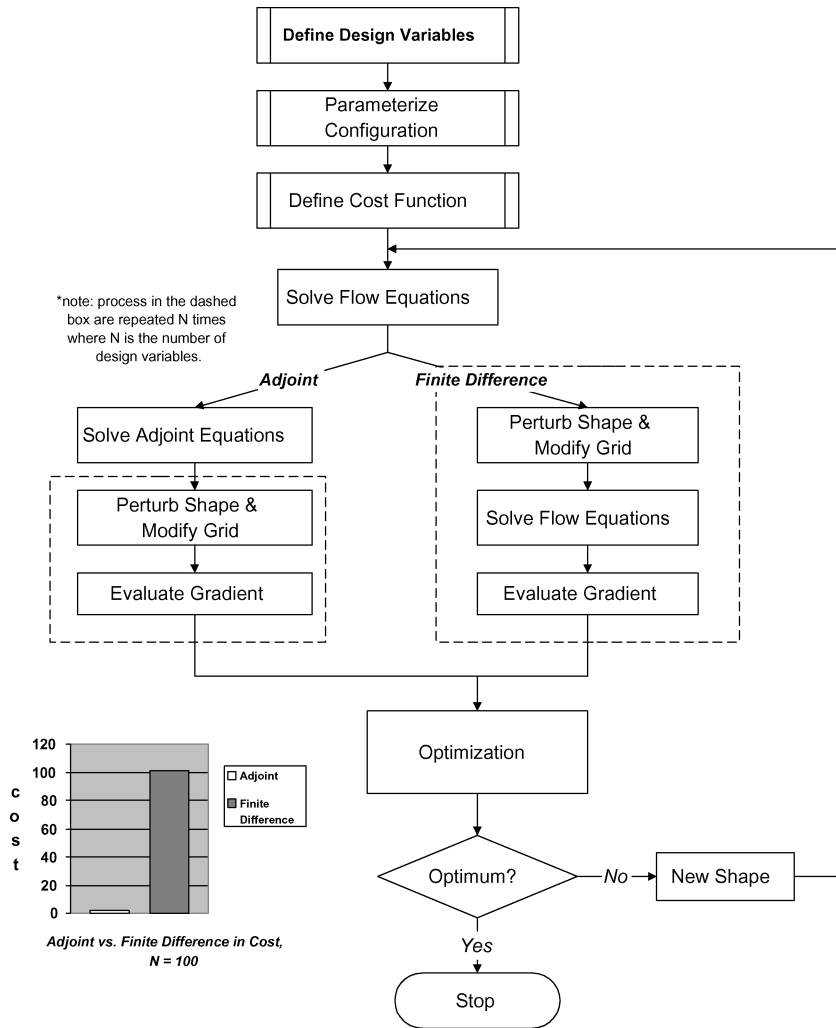 Define Design Variables
Parameterize
Configuration
Define Cost Function
Solve Flow Equations
*note: process in the dashed
box are repeated N times
where N is the number of
design variables.
Adjoint
Finite Difference
Solve Adjoint Equations
Perturb Shape &
Modify Grid
Evaluate Gradient
Perturb Shape &
Modify Grid
Solve Flow Equations
Evaluate Gradient
Optimization
Optimum?
No
New Shape
Yes
Stop
cost
120
100
80
60
40
20
0
Adjoint
Finite
Difference
Adjoint vs. Finite Difference in Cost,
N = 100